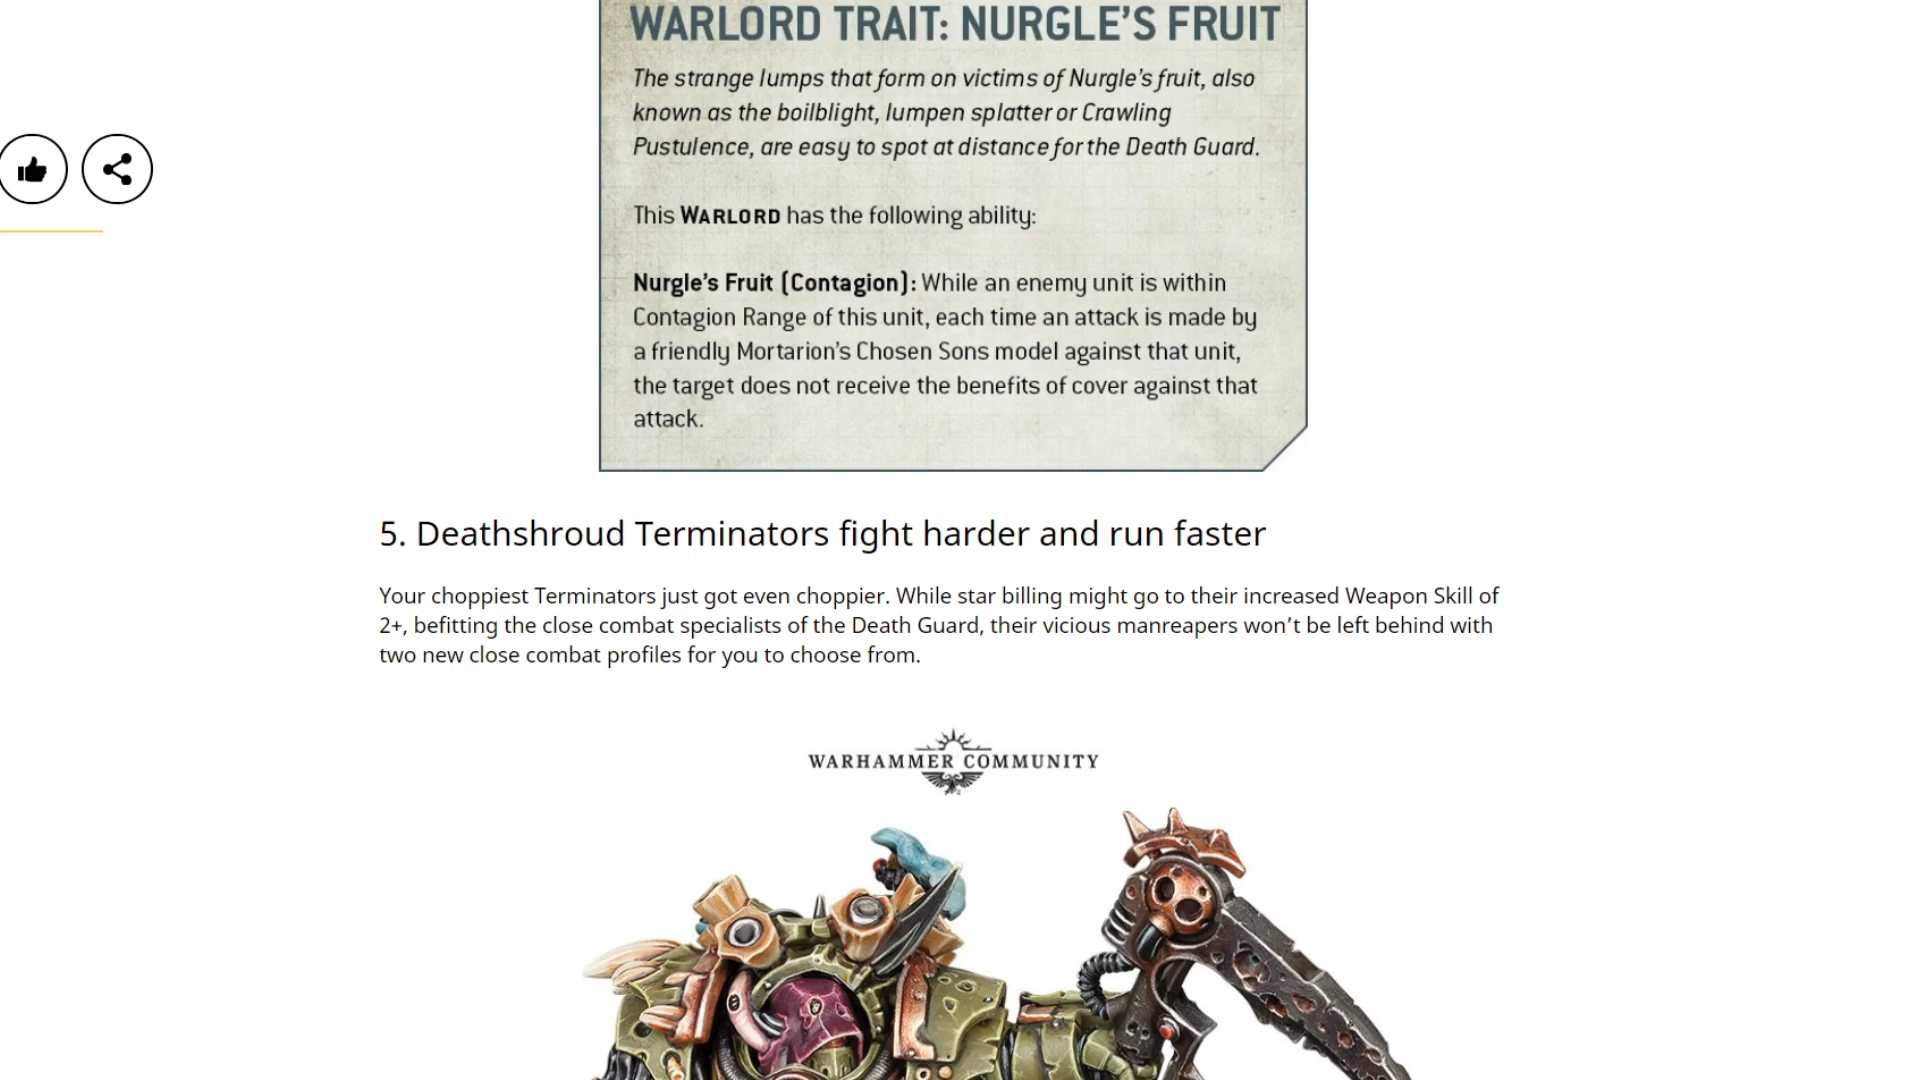 WARLORD TRAIT: NURGLE'S FRUIT
The strange lumps that form on victims of Nurgle's fruit, also
known as the boilblight, lumpen splatter or Crawling
Pustulence, are easy to spot at distance for the Death Guard.
This WARLORD has the following ability:
Nurgle's Fruit (Contagion): While an enemy unit is within
Contagion Range of this unit, each time an attack is made by
a friendly Mortarion's Chosen Sons model against that unit,
the target does not receive the benefits of cover against that
attack.
5. Deathshroud Terminators fight harder and run faster
Your choppiest Terminators just got even choppier. While star billing might go to their increased Weapon Skill of
2+, befitting the close combat specialists of the Death Guard, their vicious manreapers won’t be left behind with
two new close combat profiles for you to choose from.
WARHAMMER COMMUNITY